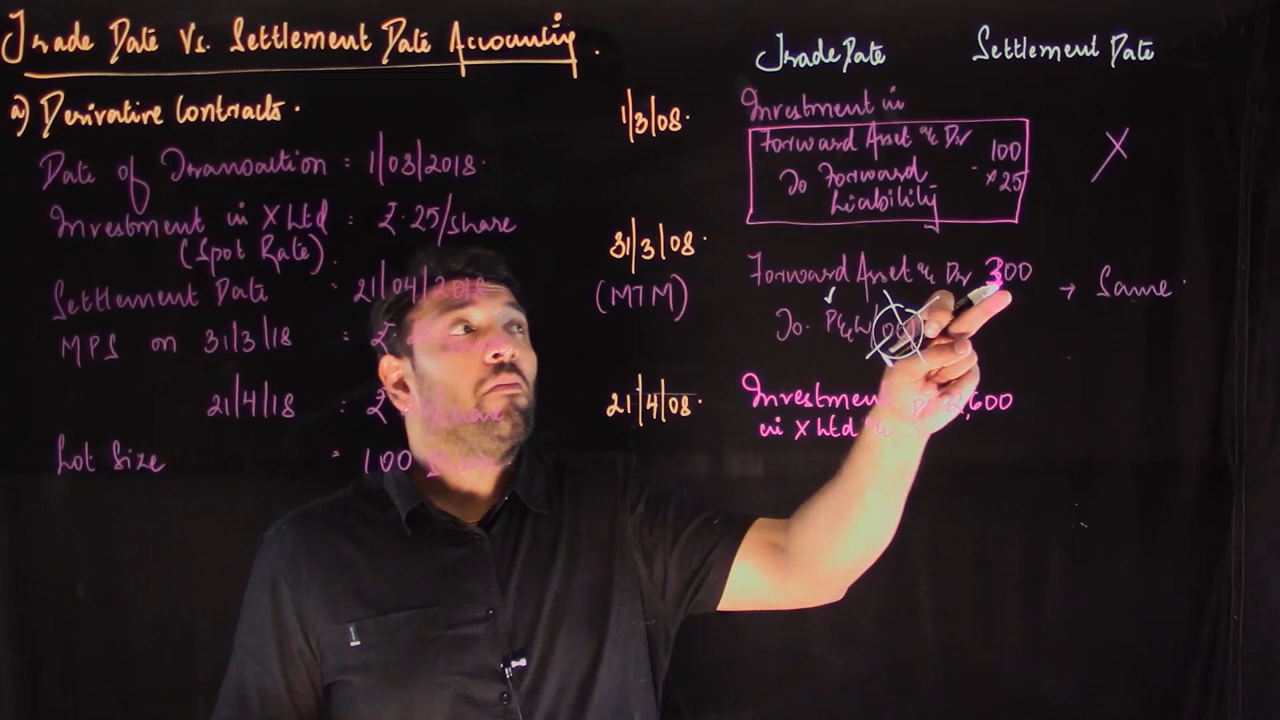 Trade Date Vs. Settlement Date Accounting.
a) Derivative Contracts.
Date of Transaction = 1/03/2018.
Investment in X Ltd = ₹.25/share
(Spot Rate).
Settlement Date = 21/04/2018
MPS on 31/3/18 : ₹.
21/4/18 : ₹
Lot Size = 100
Trade Date Settlement Date
1/3/08.
Investment in
Forward Asset a/c Dr 100
×25
To Forward
Liability
X
31/3/08.
(MTM)
Forward Asset a/c Dr 300
To. P&L
→ Same.
21/4/08.
Investment
in X Ltd a/c